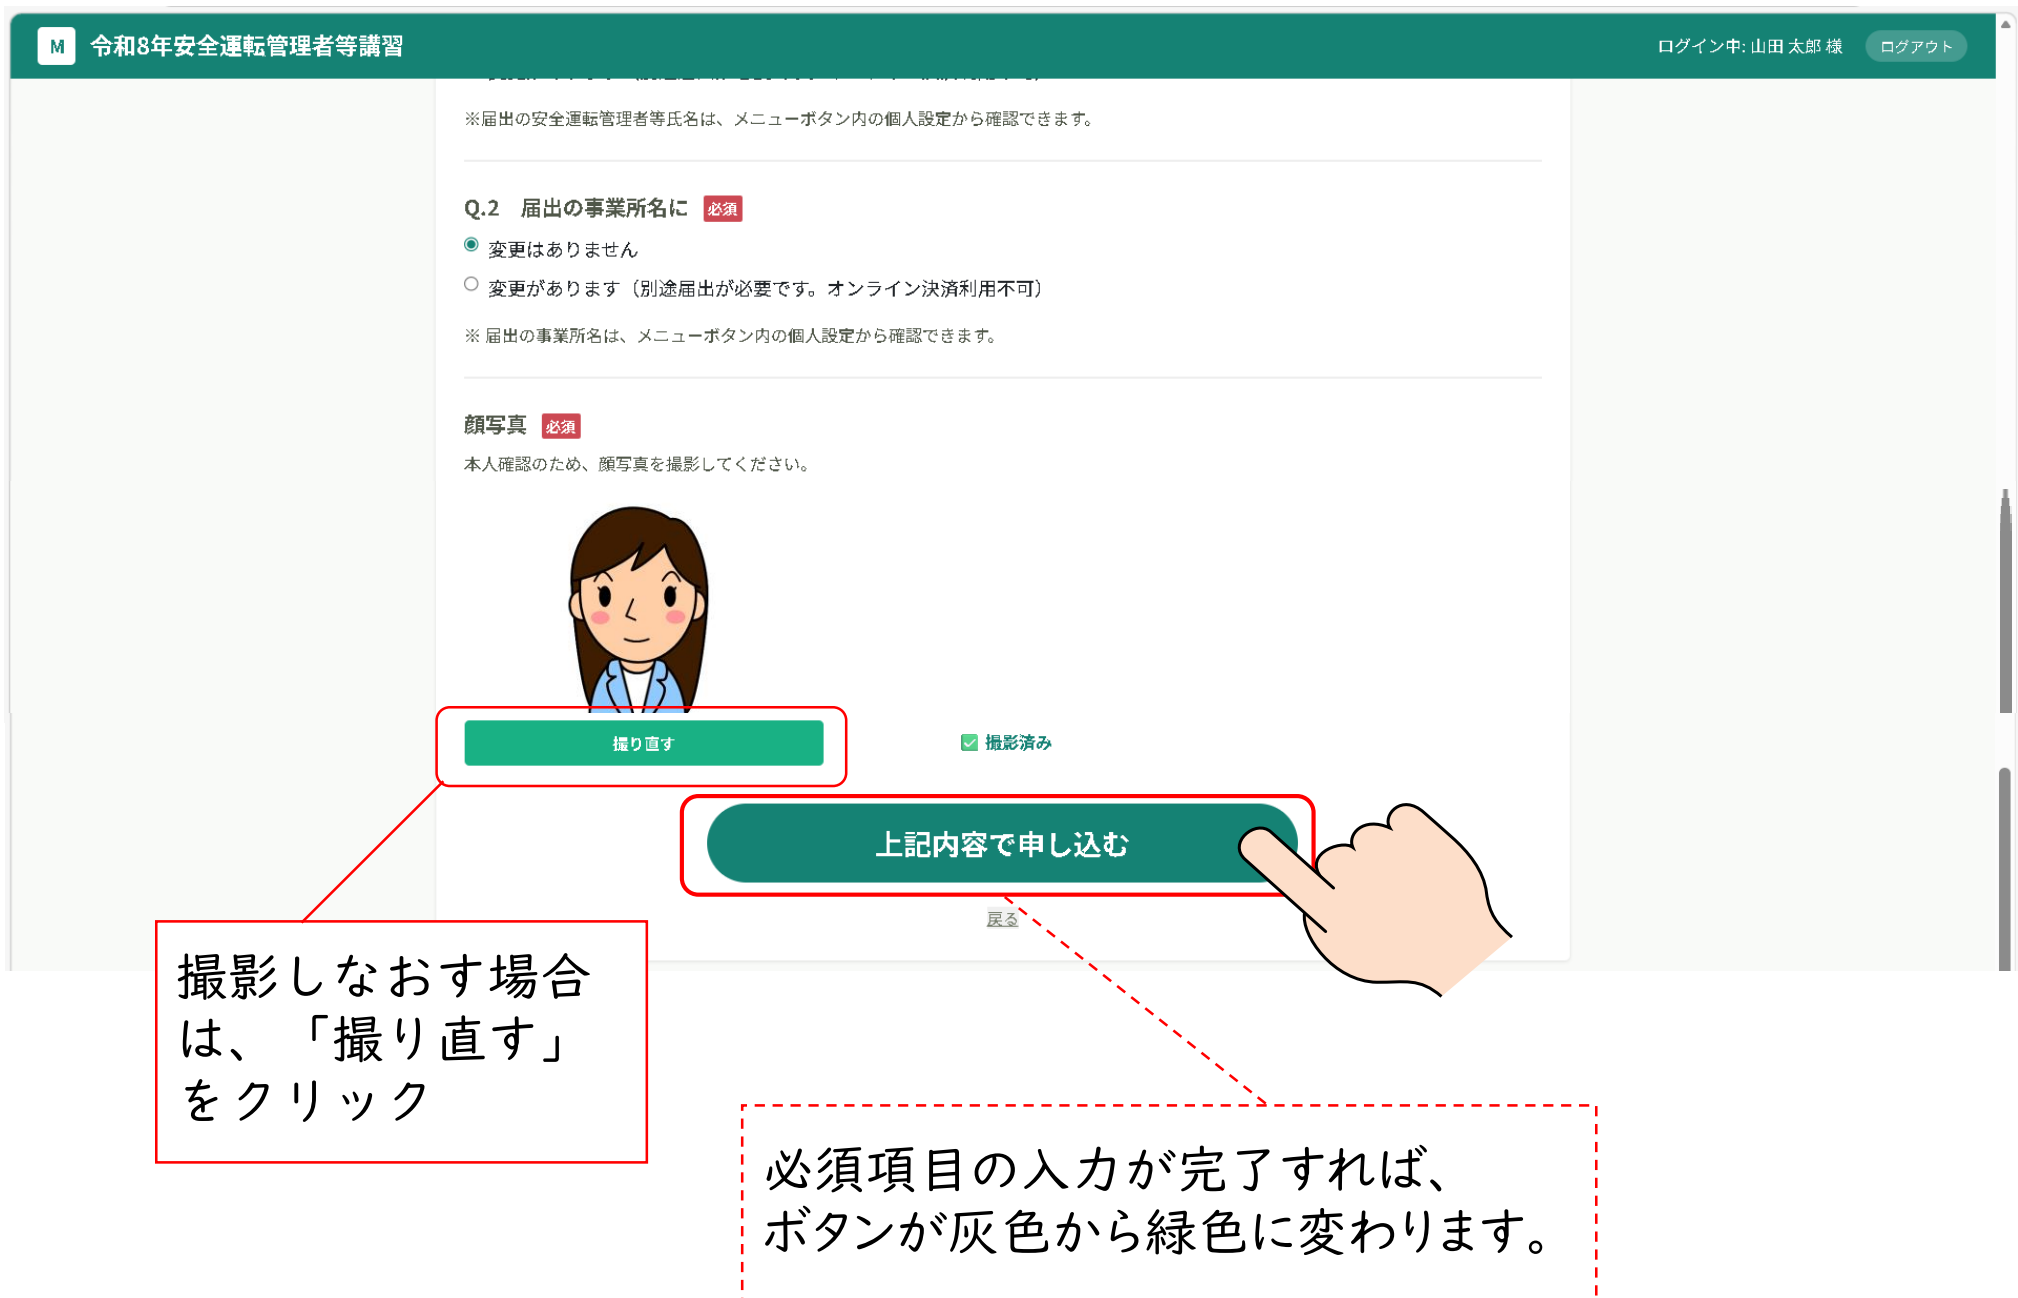 M 令和8年安全運転管理者等講習
ログイン中: 山田 太郎 様 ログアウト
※届出の安全運転管理者等氏名は、メニューボタン内の個人設定から確認できます。
Q.2 届出の事業所名に 必須
変更はありません
変更があります（別途届出が必要です。オンライン決済利用不可）
※ 届出の事業所名は、メニューボタン内の個人設定から確認できます。
顔写真 必須
本人確認のため、顔写真を撮影してください。
撮り直す
撮影済み
上記内容で申し込む
戻る
撮影しなおす場合
は、「撮り直す」
をクリック
必須項目の入力が完了すれば、
ボタンが灰色から緑色に変わります。